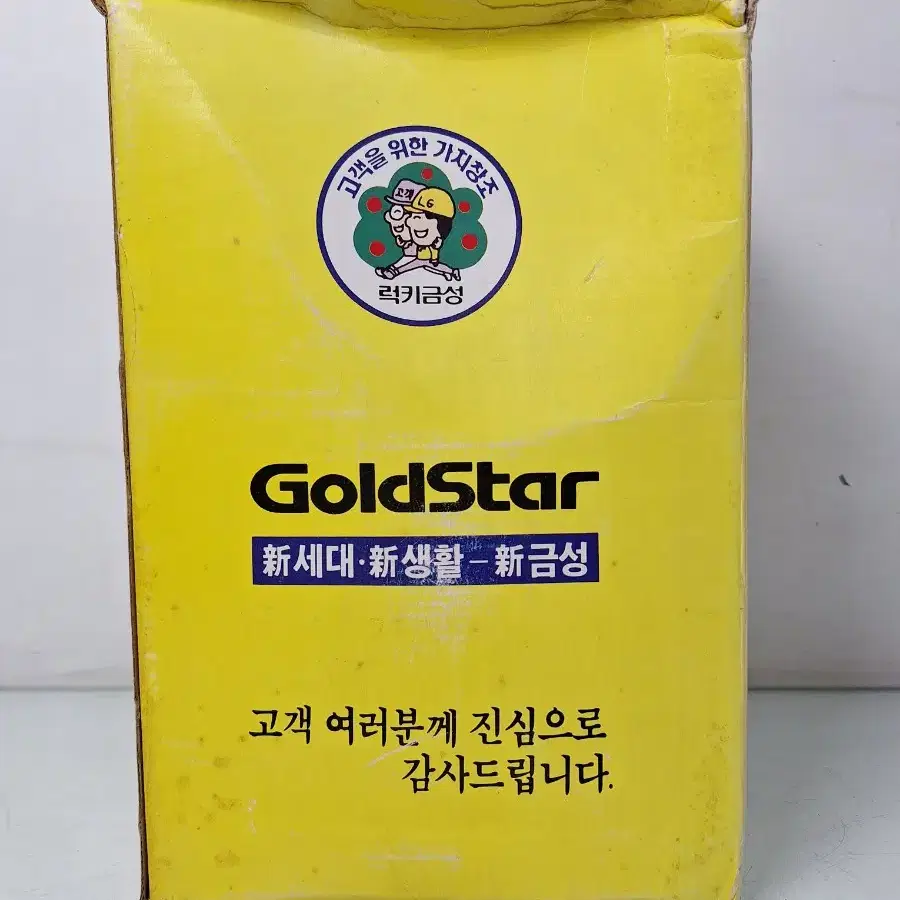 고객을 위한 가치창조
고객 LG
럭키금성
GoldStar
新세대·新생활-新금성
고객 여러분께 진심으로
감사드립니다.